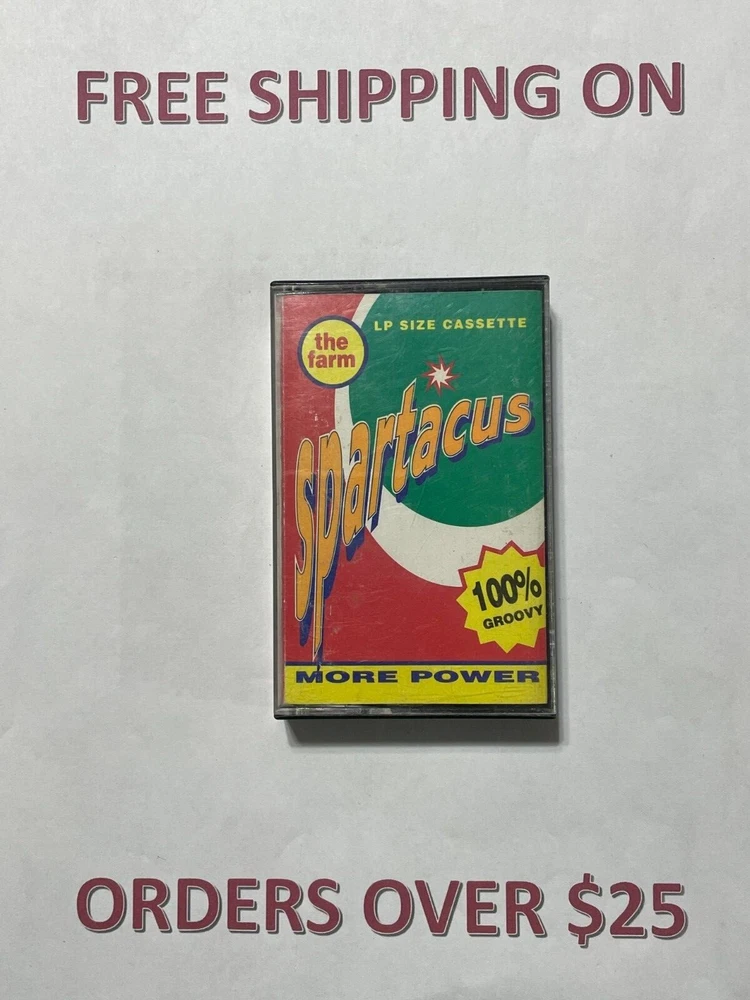 FREE SHIPPING ON
the
farm
LP SIZE CASSETTE
spartacus
100%
GROOVY
MORE POWER
ORDERS OVER $25